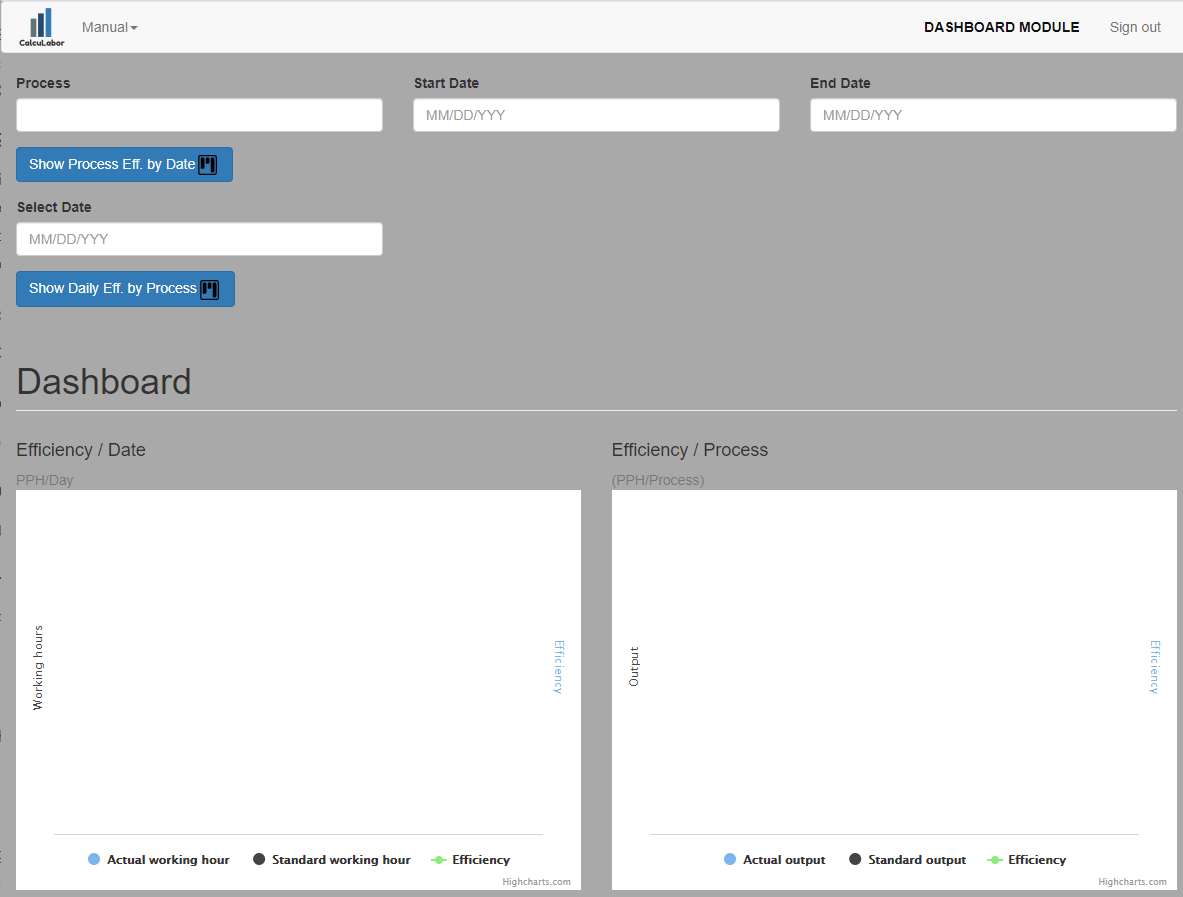 CalcuLabor
Manual
DASHBOARD MODULE
Sign out
Process
Start Date
End Date
MM/DD/YYY
MM/DD/YYY
Show Process Eff. by Date
Select Date
MM/DD/YYY
Show Daily Eff. by Process
Dashboard
Efficiency / Date
PPH/Day
Working hours
Efficiency
Actual working hour
Standard working hour
Efficiency
Highcharts.com
Efficiency / Process
(PPH/Process)
Output
Efficiency
Actual output
Standard output
Efficiency
Highcharts.com